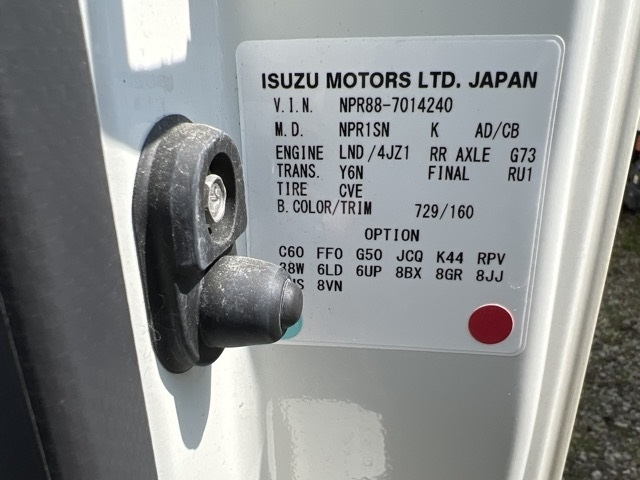 ISUZU MOTORS LTD. JAPAN
V.I.N. NPR88-7014240
M.D. NPR1SN K AD/CB
ENGINE LND/4JZ1 RR AXLE G73
TRANS. Y6N FINAL RU1
TIRE CVE
B.COLOR/TRIM 729/160
OPTION
C60 FF0 G50 JCQ K44 RPV
38W 6LD 6UP 8BX 8GR 8JJ
8VN